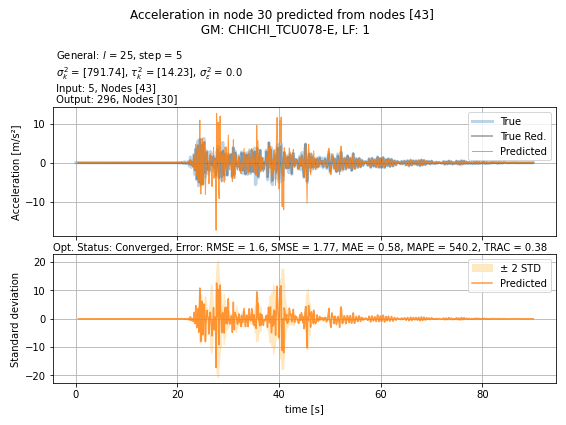 Acceleration in node 30 predicted from nodes [43]
GM: CHICHI_TCU078-E, LF: 1
General: l = 25, step = 5
σ²ₖ = [791.74], τ²ₖ = [14.23], σ²ε = 0.0
Input: 5, Nodes [43]
Output: 296, Nodes [30]
Acceleration [m/s²]
10
0
−10
True
True Red.
Predicted
Opt. Status: Converged, Error: RMSE = 1.6, SMSE = 1.77, MAE = 0.58, MAPE = 540.2, TRAC = 0.38
Standard deviation
20
10
0
−10
−20
± 2 STD
Predicted
0 20 40 60 80
time [s]